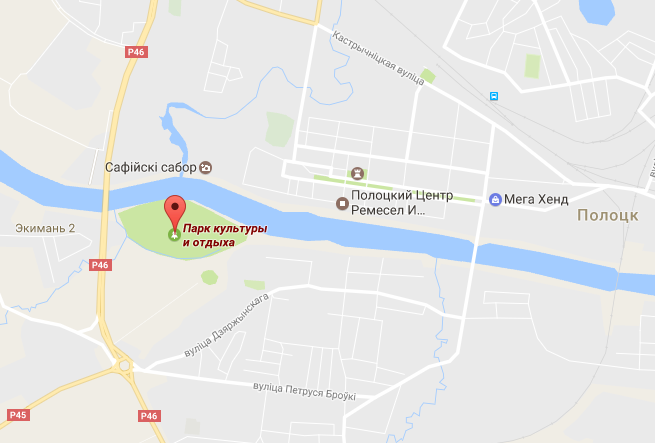 Кастрычніцкая вуліца
P46
Сафійскі сабор
Полоцкий Центр
Ремесел И...
Мега Хенд
Полоцк
Экимань 2
Парк культуры
и отдыха
P46
вуліца Дзяржынскага
вуліца Петруся Броўкі
P45
P46